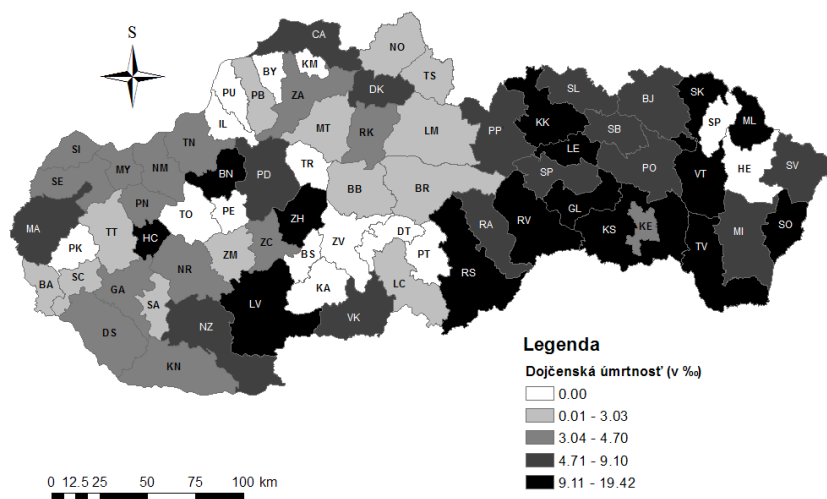 S
CA
NO
KM
BY
TS
PU
PB
ZA
DK
IL
MT
RK
LM
PP
SL
BJ
SK
KK
SB
SP
ML
SI
TN
LE
MY
NM
BN
PD
TR
SP
PO
VT
HE
SV
SE
BB
BR
PN
TO
PE
GL
MA
TT
HC
ZH
RA
RV
KS
KE
SO
PK
ZM
ZC
BS
ZV
DT
PT
TV
MI
BA
SC
GA
NR
RS
SA
LV
KA
LC
DS
NZ
VK
KN
Legenda
Dojčenská úmrtnosť (v ‰)
0.00
0.01 - 3.03
3.04 - 4.70
4.71 - 9.10
9.11 - 19.42
0 12.5 25 50 75 100 km